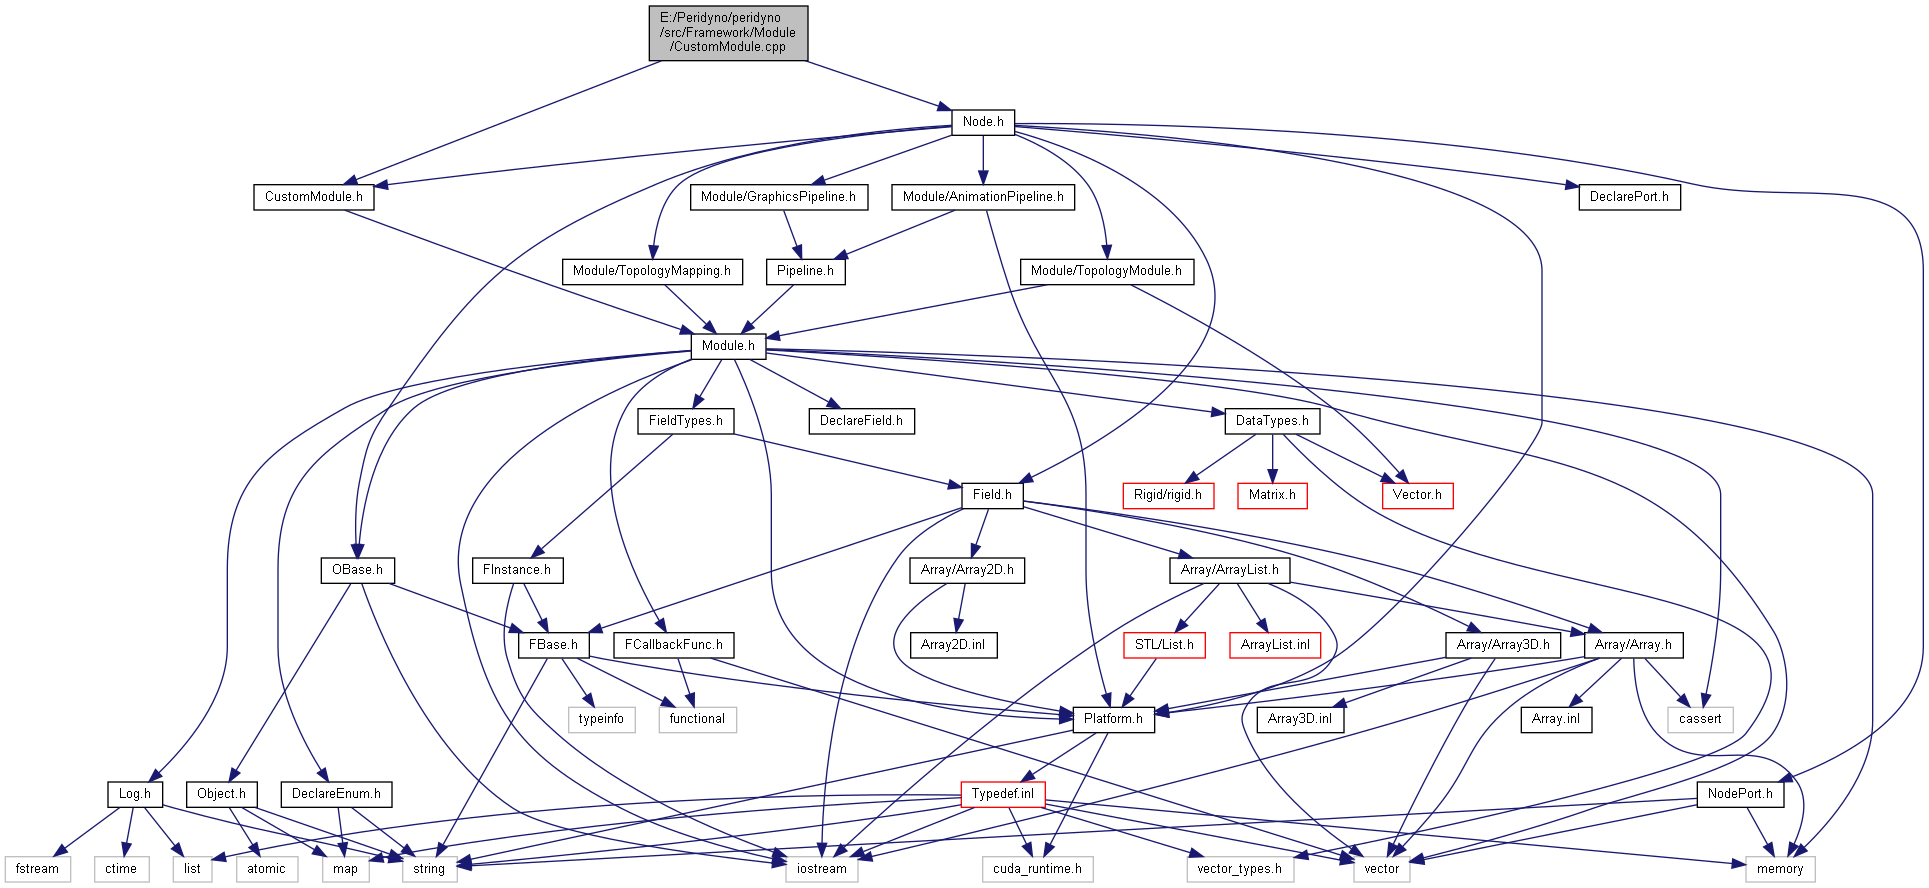 E:/Peridyno/peridyno
/src/Framework/Module
/CustomModule.cpp
Node.h
CustomModule.h
Module/GraphicsPipeline.h
Module/AnimationPipeline.h
DeclarePort.h
Module/TopologyMapping.h
Pipeline.h
Module/TopologyModule.h
Module.h
FieldTypes.h
DeclareField.h
DataTypes.h
Field.h
Rigid/rigid.h
Matrix.h
Vector.h
OBase.h
FInstance.h
Array/Array2D.h
Array/ArrayList.h
FBase.h
FCallbackFunc.h
Array2D.inl
STL/List.h
ArrayList.inl
Array/Array3D.h
Array/Array.h
typeinfo
functional
Platform.h
Array3D.inl
Array.inl
cassert
Log.h
Object.h
DeclareEnum.h
Typedef.inl
NodePort.h
fstream
ctime
list
atomic
map
string
iostream
cuda_runtime.h
vector_types.h
vector
memory